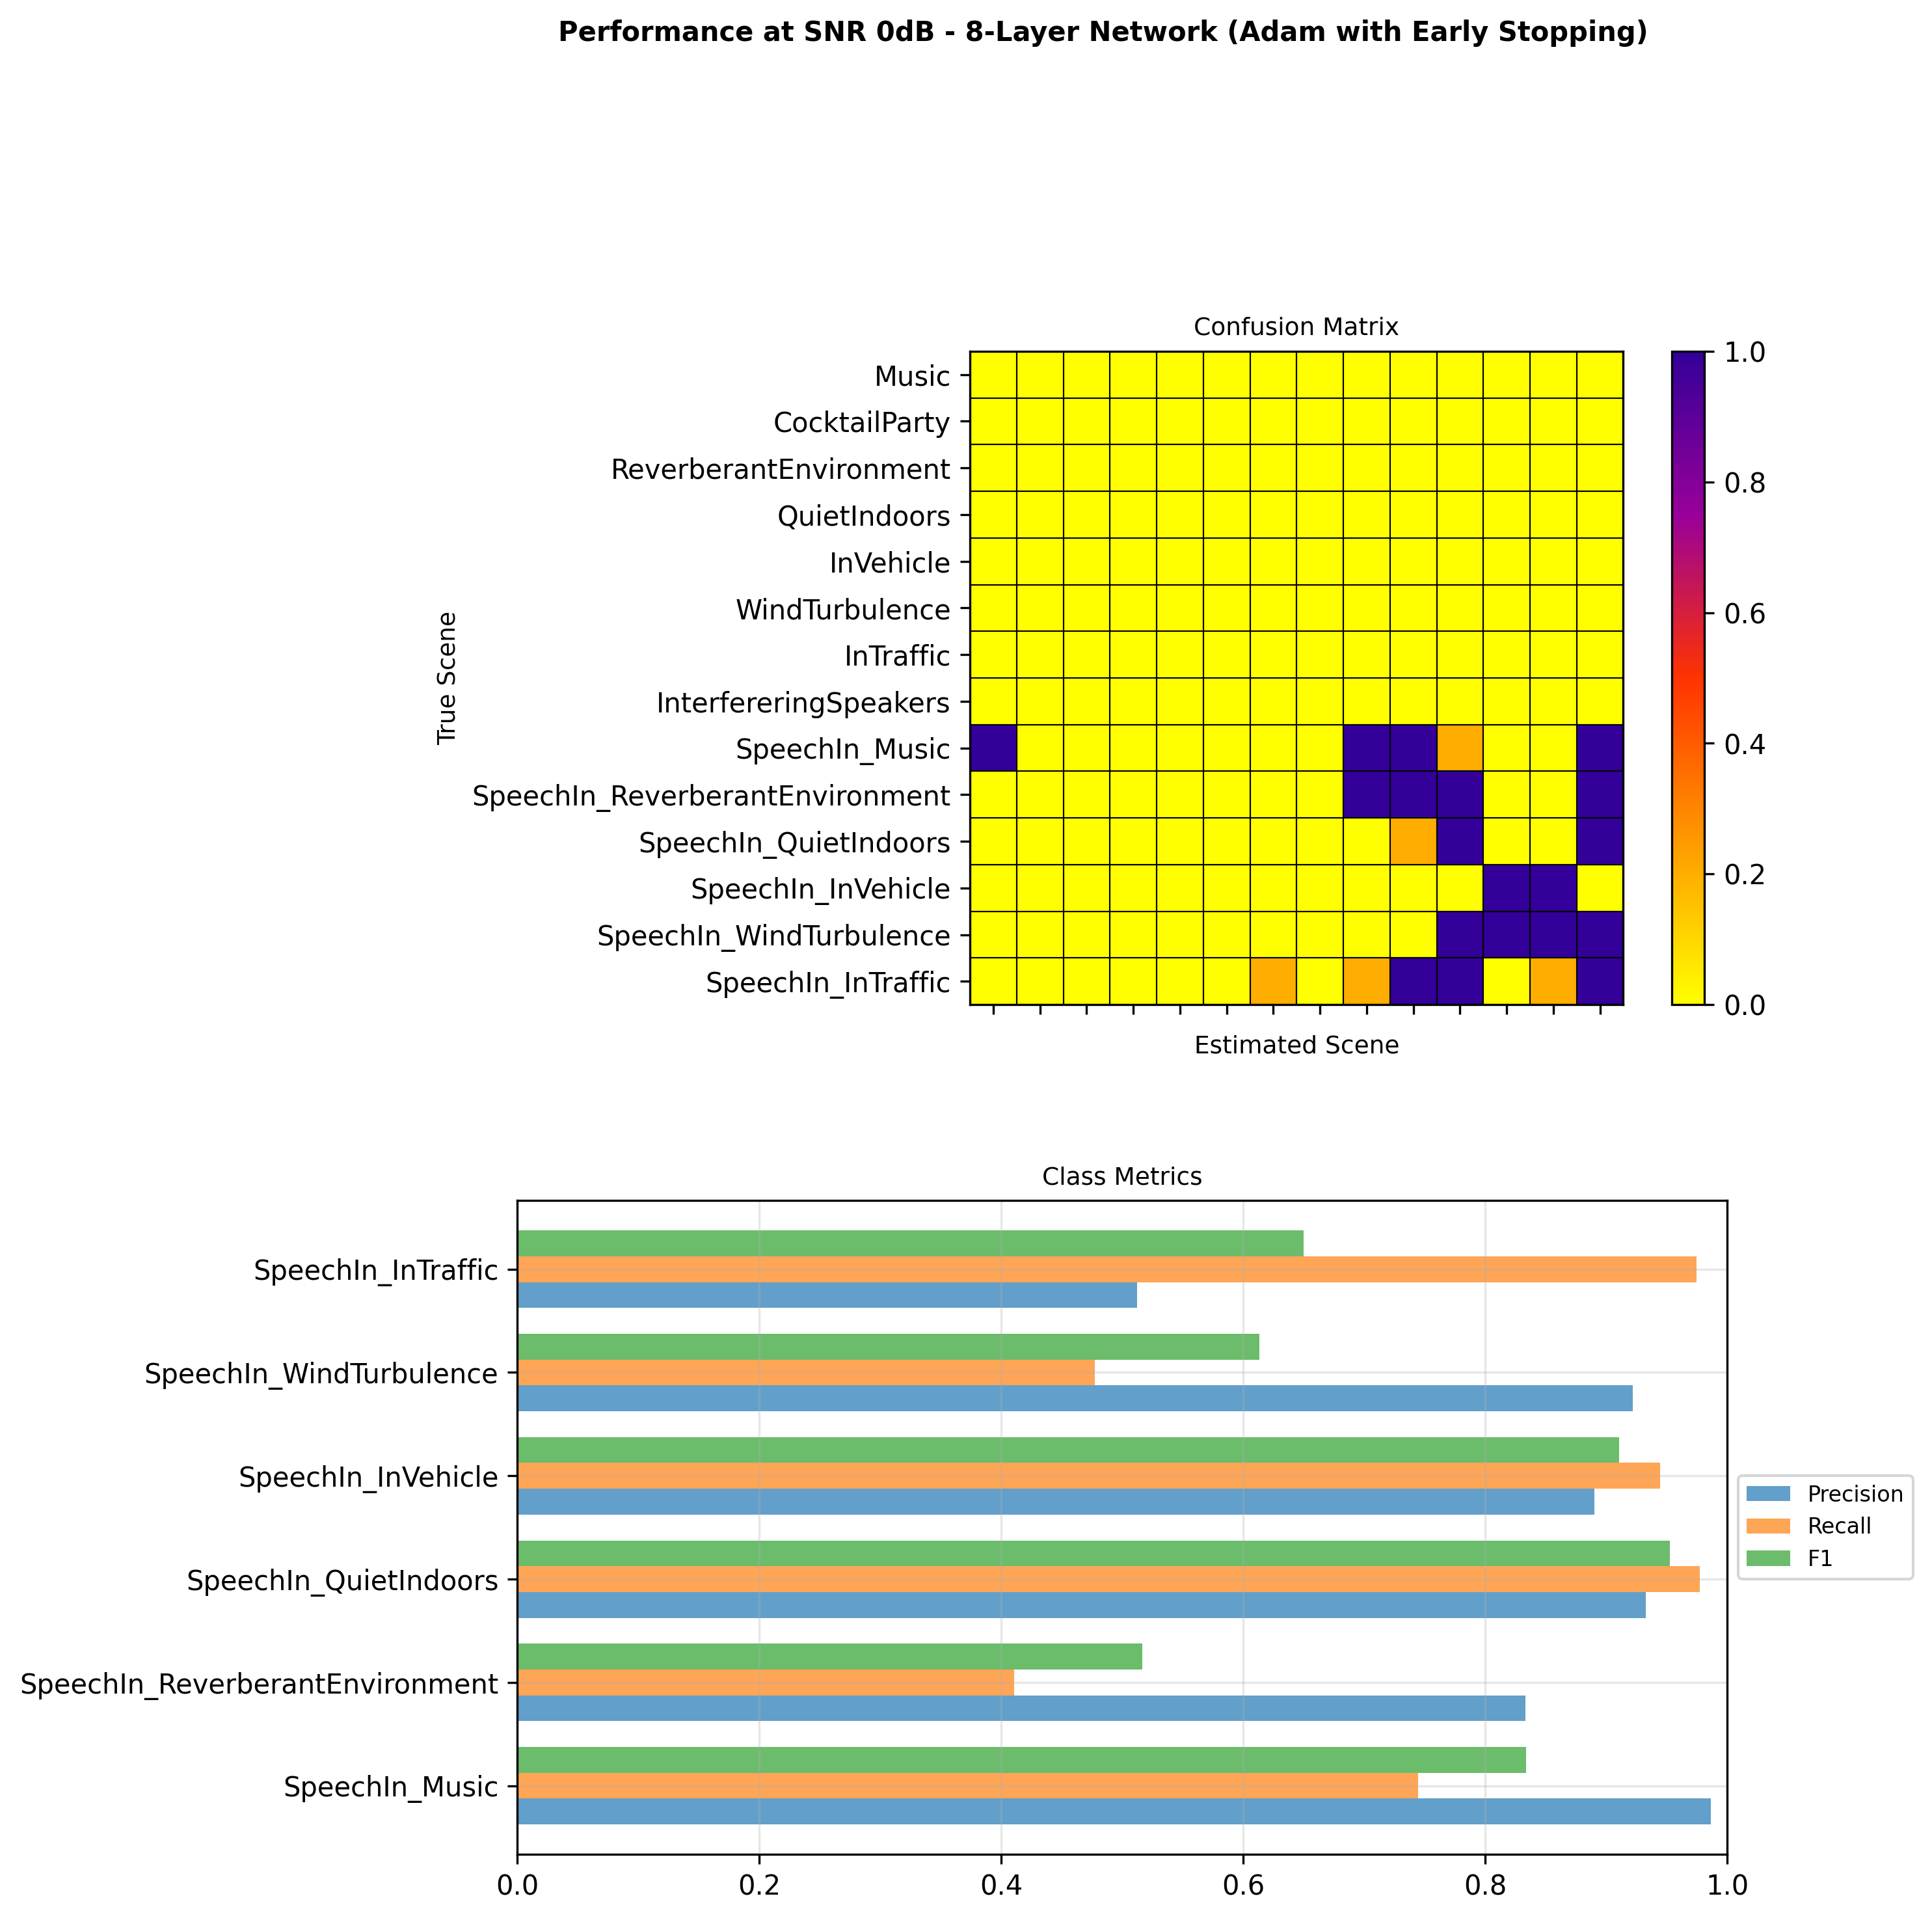 Performance at SNR 0dB - 8-Layer Network (Adam with Early Stopping)
Confusion Matrix
True Scene
Music
CocktailParty
ReverberantEnvironment
QuietIndoors
InVehicle
WindTurbulence
InTraffic
InterfereringSpeakers
SpeechIn_Music
SpeechIn_ReverberantEnvironment
SpeechIn_QuietIndoors
SpeechIn_InVehicle
SpeechIn_WindTurbulence
SpeechIn_InTraffic
Estimated Scene
1.0
0.8
0.6
0.4
0.2
0.0
Class Metrics
SpeechIn_InTraffic
SpeechIn_WindTurbulence
SpeechIn_InVehicle
SpeechIn_QuietIndoors
SpeechIn_ReverberantEnvironment
SpeechIn_Music
0.0 0.2 0.4 0.6 0.8 1.0
Precision
Recall
F1